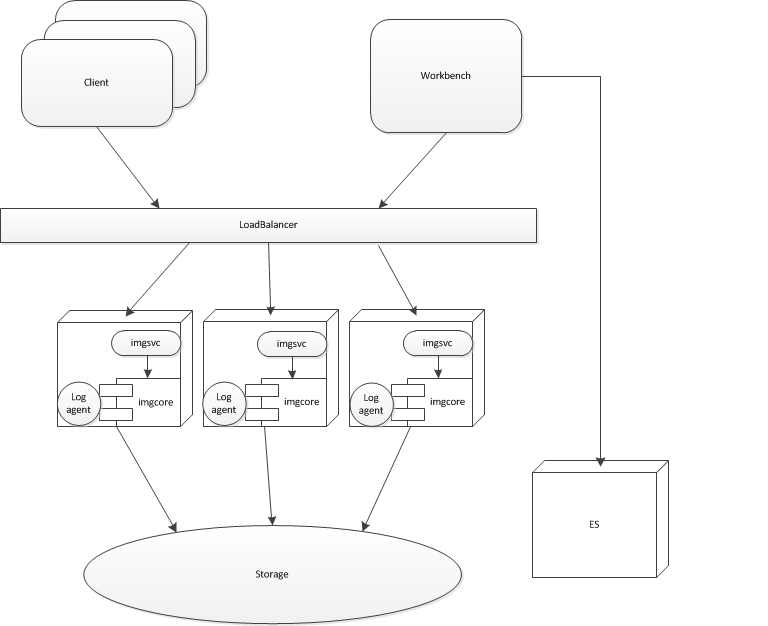 Client
Workbench
LoadBalancer
imgsvc
imgsvc
imgsvc
Log
agent
imgcore
Log
agent
imgcore
Log
agent
imgcore
ES
Storage